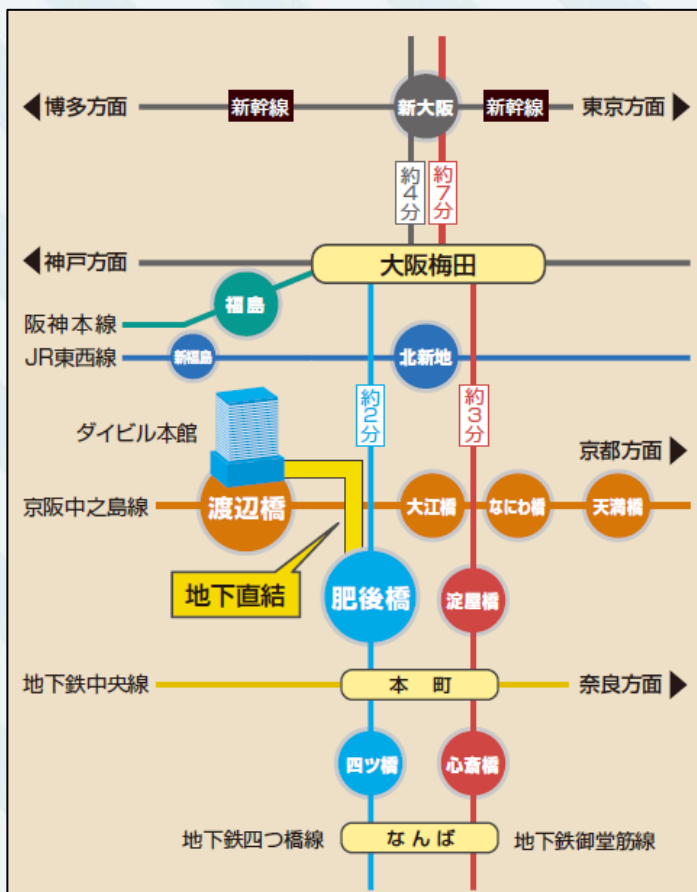 博多方面
新幹線
新大阪
新幹線
東京方面
約4分
約7分
神戸方面
大阪梅田
福島
阪神本線
JR東西線
新福島
北新地
約2分
約3分
ダイビル本館
京都方面
京阪中之島線
渡辺橋
大江橋
なにわ橋
天満橋
地下直結
肥後橋
淀屋橋
地下鉄中央線
本町
奈良方面
四ツ橋
心斎橋
地下鉄四つ橋線
なんば
地下鉄御堂筋線